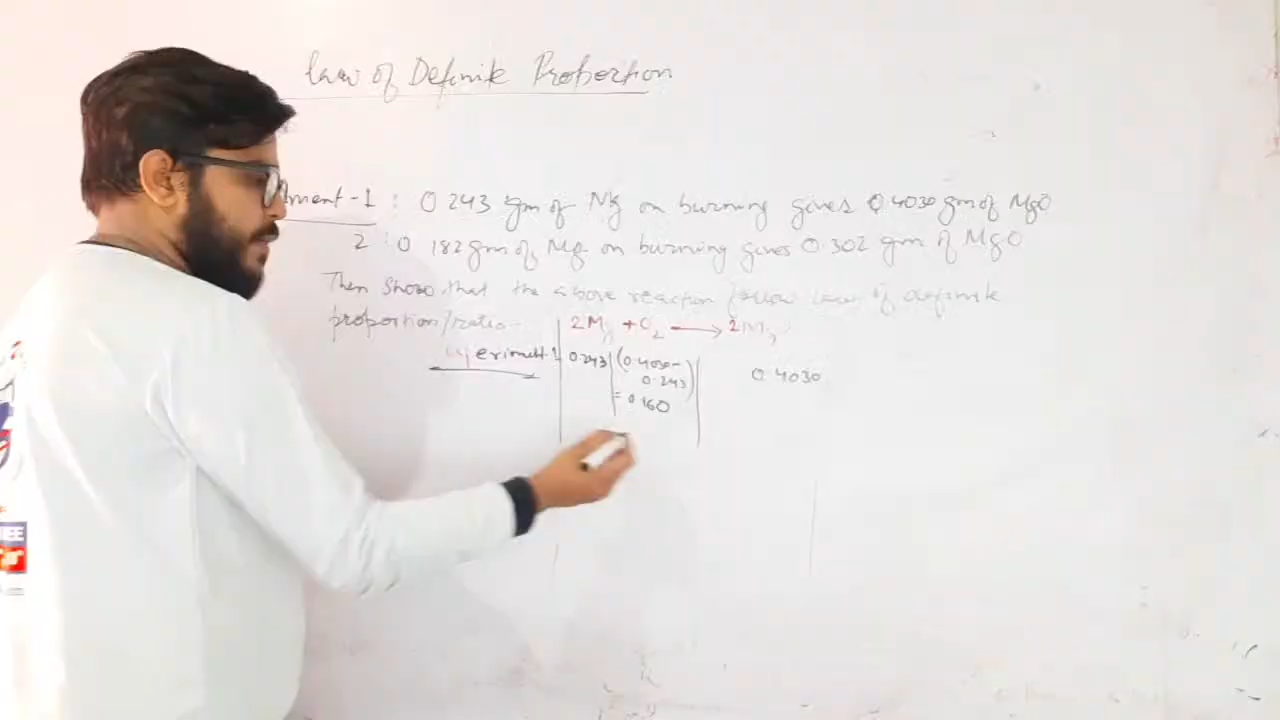 Law of Definite Proportion
ment-1 : 0.243 gm of Mg on burning gives 0.4030 gm of MgO
2 : 0.182 gm of Mg on burning gives 0.302 gm of MgO
Then show that the above reaction follow law of definite
proportion/ratio-
2Mg + O2 → 2M
eriment-1 0.243 (0.4030-
0.243)
= 0.160
0.4030